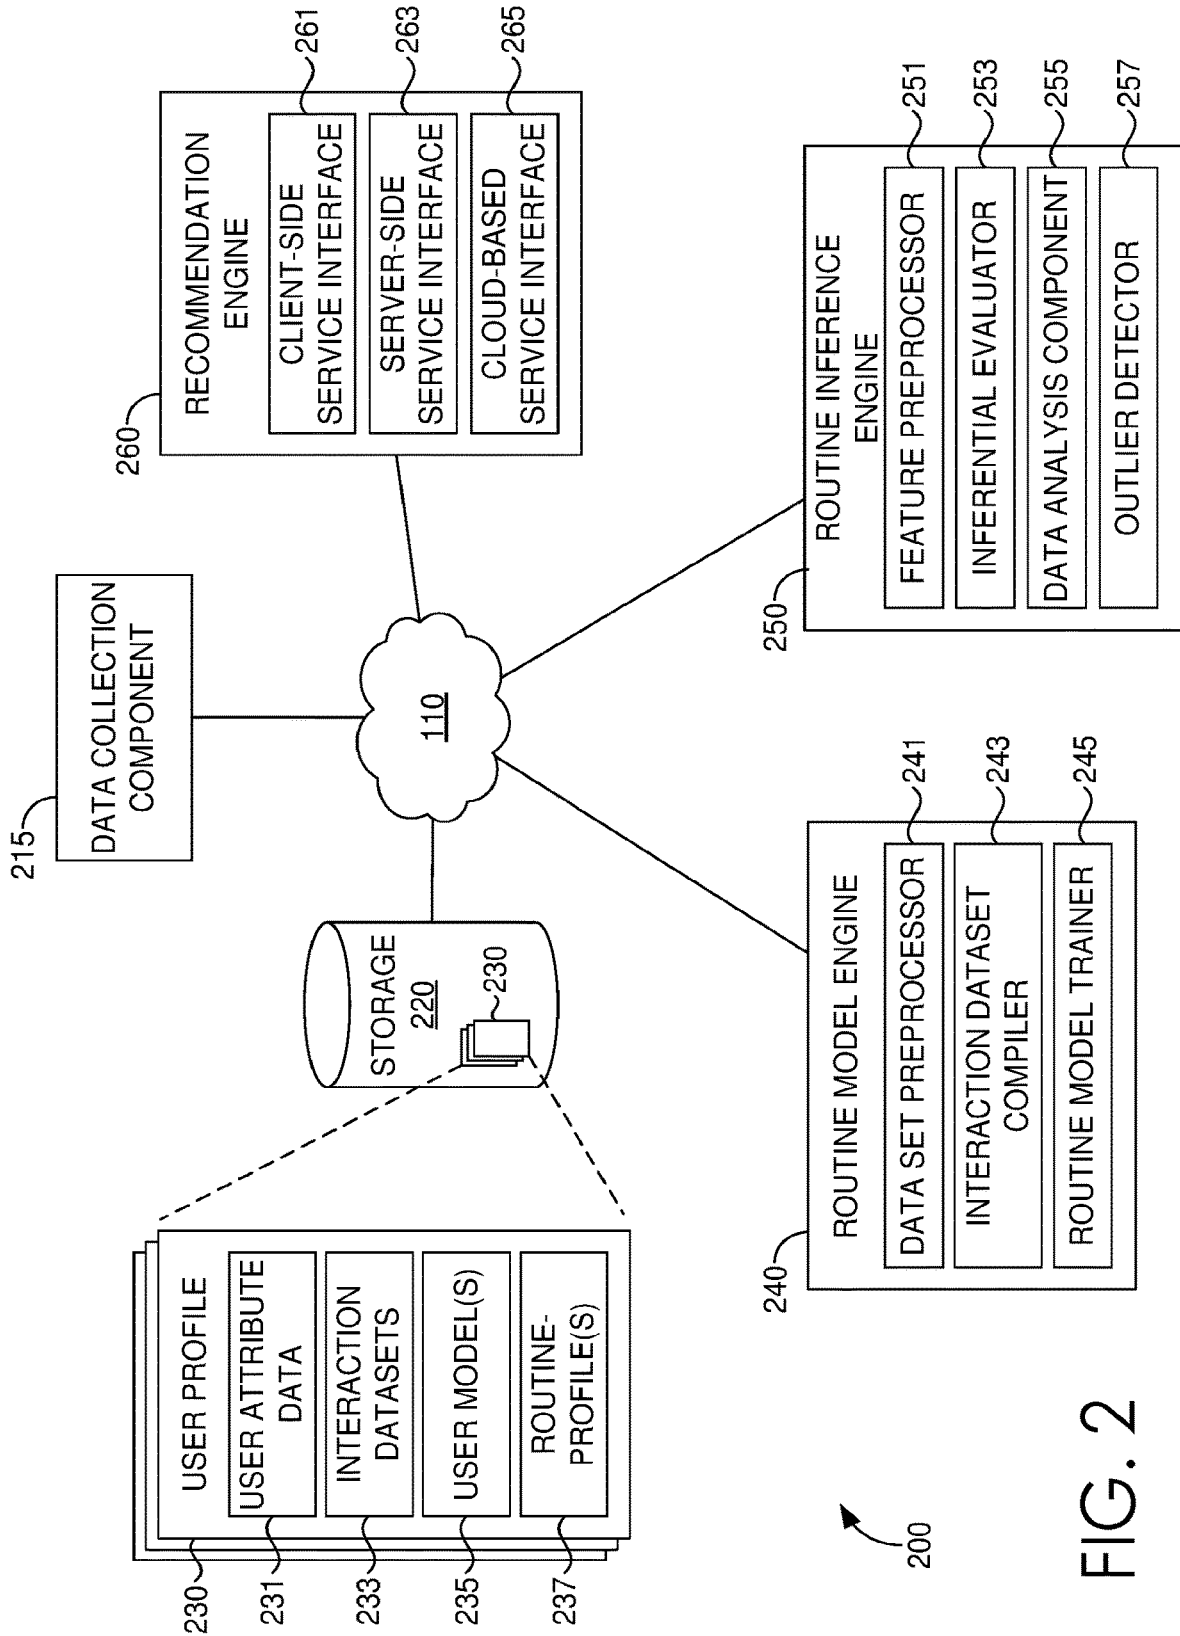 215
DATA COLLECTION
COMPONENT
260
RECOMMENDATION
ENGINE
CLIENT-SIDE
SERVICE INTERFACE
261
SERVER-SIDE
SERVICE INTERFACE
263
CLOUD-BASED
SERVICE INTERFACE
265
110
STORAGE
220
230
230
USER PROFILE
231
USER ATTRIBUTE
DATA
233
INTERACTION
DATASETS
235
USER MODEL(S)
237
ROUTINE-
PROFILE(S)
240
ROUTINE MODEL ENGINE
DATA SET PREPROCESSOR
241
INTERACTION DATASET
COMPILER
243
ROUTINE MODEL TRAINER
245
250
ROUTINE INFERENCE
ENGINE
FEATURE PREPROCESSOR
251
INFERENTIAL EVALUATOR
253
DATA ANALYSIS COMPONENT
255
OUTLIER DETECTOR
257
200
FIG. 2